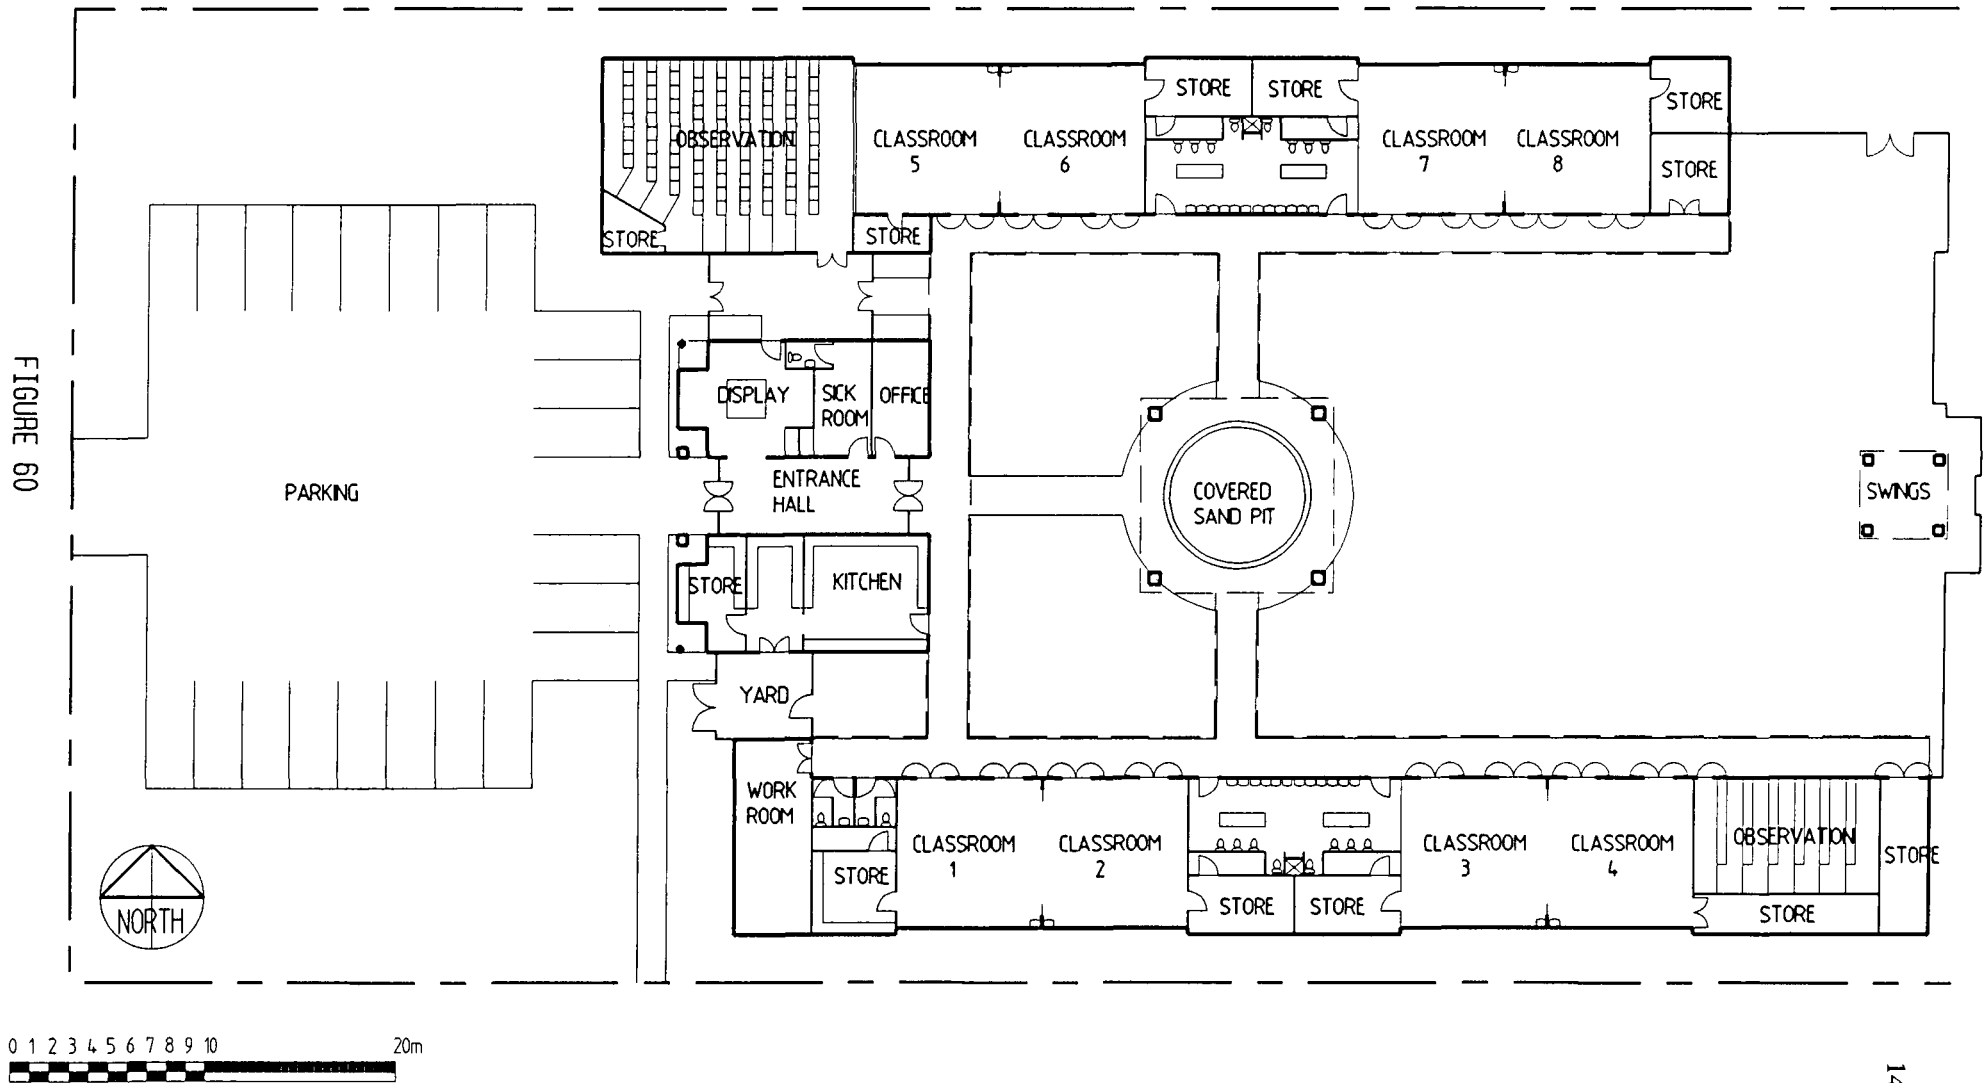 STORE
STORE
STORE
OBSERVATION
CLASSROOM
5
CLASSROOM
6
CLASSROOM
7
CLASSROOM
8
STORE
STORE
STORE
FIGURE 60
DISPLAY
SICK
ROOM
OFFICE
PARKING
ENTRANCE
HALL
COVERED
SAND PIT
SWINGS
STORE
KITCHEN
YARD
WORK
ROOM
CLASSROOM
1
CLASSROOM
2
CLASSROOM
3
CLASSROOM
4
OBSERVATION
STORE
STORE
STORE
STORE
STORE
NORTH
0 1 2 3 4 5 6 7 8 9 10 20m
14